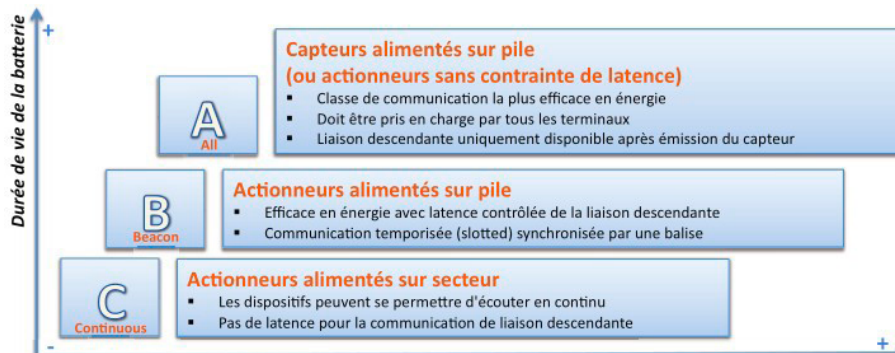 Durée de vie de la batterie
+
Capteurs alimentés sur pile
(ou actionneurs sans contrainte de latence)
▪ Classe de communication la plus efficace en énergie
▪ Doit être pris en charge par tous les terminaux
▪ Liaison descendante uniquement disponible après émission du capteur
A
All
Actionneurs alimentés sur pile
▪ Efficace en énergie avec latence contrôlée de la liaison descendante
▪ Communication temporisée (slotted) synchronisée par une balise
B
Beacon
Actionneurs alimentés sur secteur
▪ Les dispositifs peuvent se permettre d'écouter en continu
▪ Pas de latence pour la communication de liaison descendante
C
Continuous
-
+